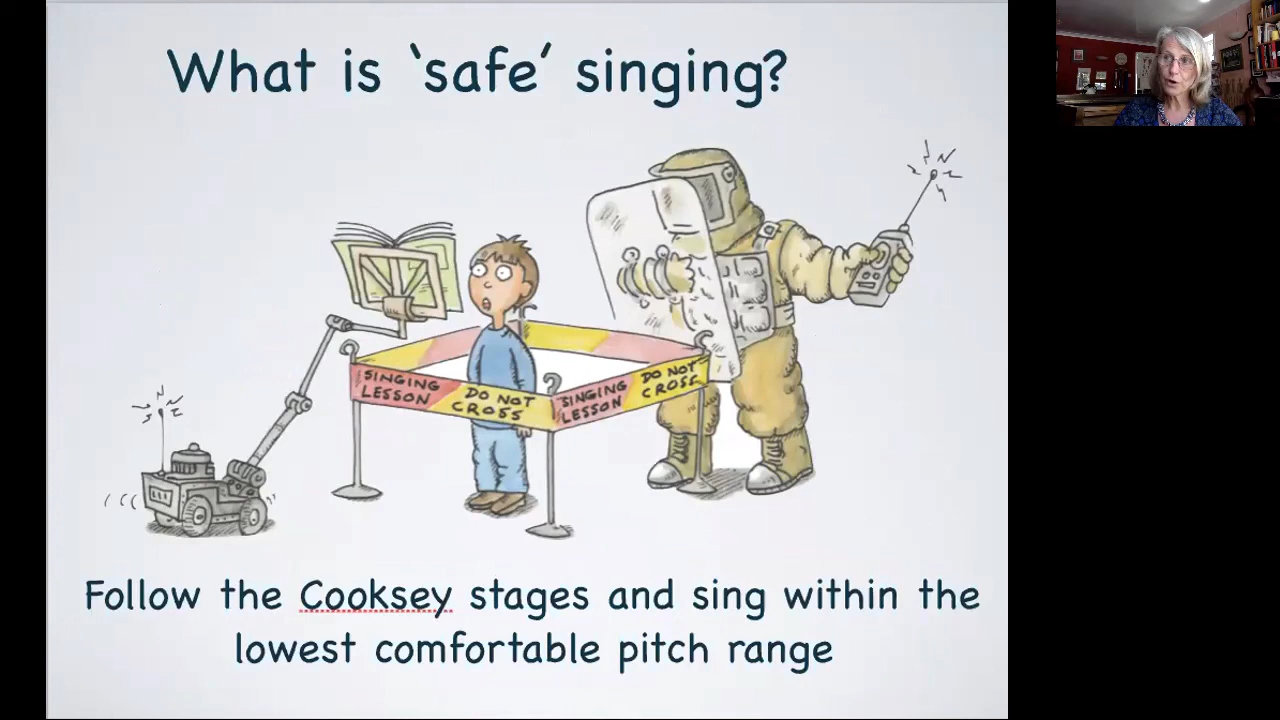 What is ‘safe’ singing?
SINGING
LESSON
DO NOT
CROSS
SINGING
LESSON
DO NOT
CROSS
Follow the Cooksey stages and sing within the
lowest comfortable pitch range